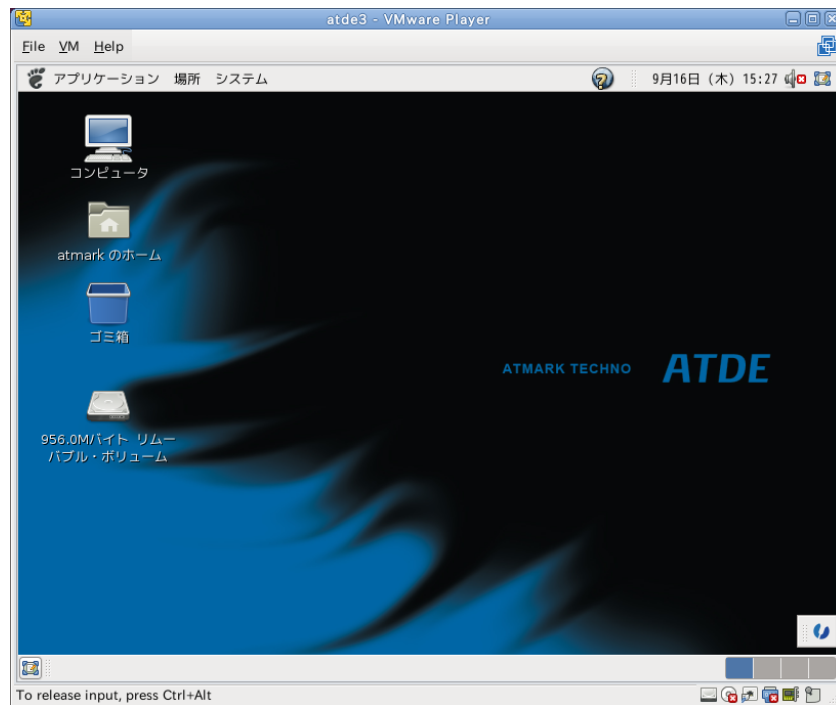 atde3 - VMware Player
File VM Help
アプリケーション 場所 システム
9月16日 (木) 15:27
コンピュータ
atmark のホーム
ゴミ箱
ATMARK TECHNO ATDE
956.0Mバイト リムー
バブル・ボリューム
To release input, press Ctrl+Alt